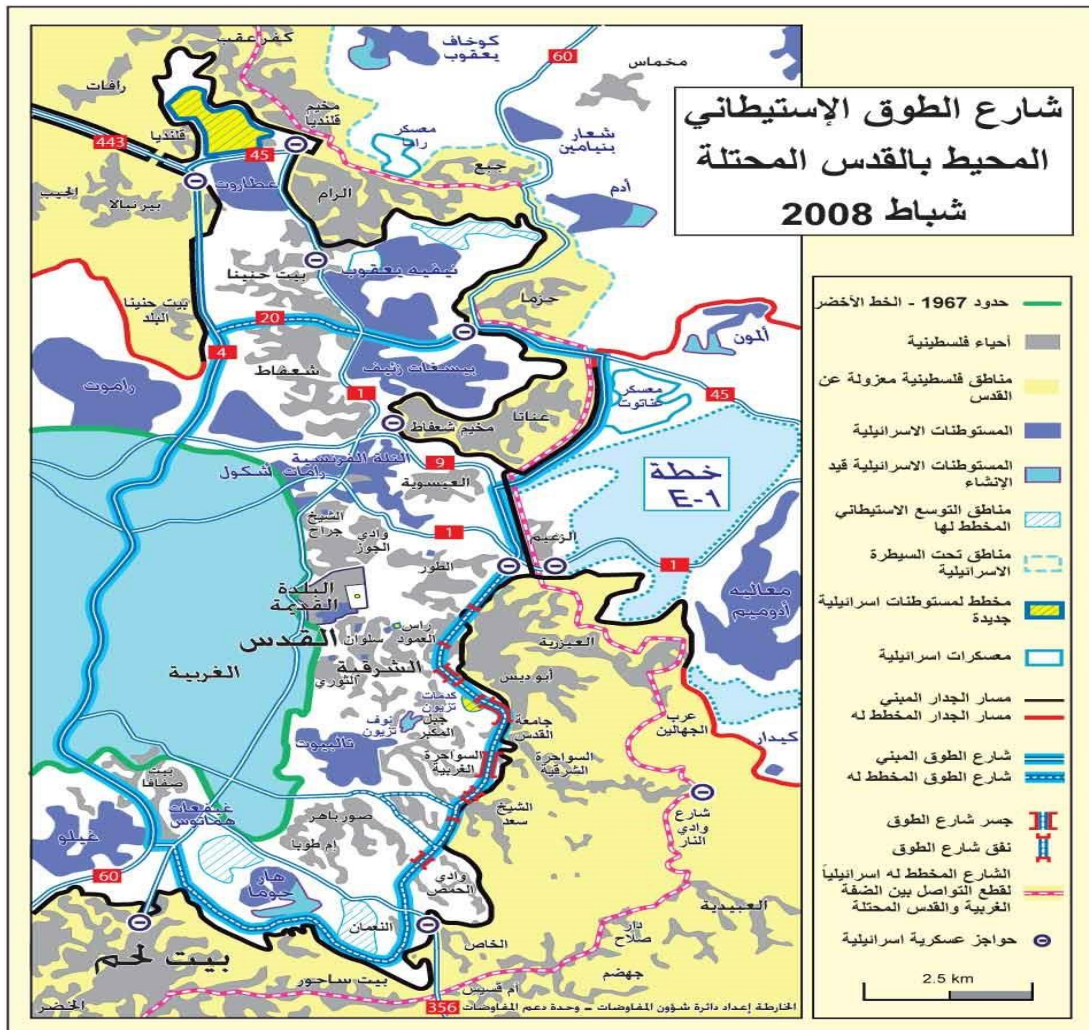 شارع الطوق الإستيطاني
المحيط بالقدس المحتلة
شباط 2008
حدود 1967 - الخط الأخضر
أحياء فلسطينية
مناطق فلسطينية معزولة عن
القدس
المستوطنات الاسرائيلية
المستوطنات الاسرائيلية قيد
الإنشاء
مناطق التوسع الاستيطاني
المخطط لها
مناطق تحت السيطرة
الاسرائيلية
مخطط لمستوطنات اسرائيلية
جديدة
معسكرات اسرائيلية
مسار الجدار المبني
مسار الجدار المخطط له
شارع الطوق المبني
شارع الطوق المخطط له
جسر شارع الطوق
نفق شارع الطوق
الشارع المخطط له اسرائيلياً
لقطع التواصل بين الضفة
الغربية والقدس المحتلة
حواجز عسكرية اسرائيلية
2.5 km
كفر عقب
كوخاف
يعقوب
60
مخماس
رافات
مخيم
قلنديا
معسكر
راما
شعار
بنيامين
قلنديا
443
45
عطاروت
جبع
الرام
أدم
الجيب
بير نبالا
نيفيه يعقوب
بيت حنينا
حزما
بيت حنينا
البلد
20
ألمون
4
شعفاط
بيسغات زئيف
راموت
1
معسكر
عناتوت
45
عناتا
مخيم شعفاط
التلة الفرنسية
رامات شكول
9
العيسوية
خطة
E-1
الشيخ
جراح
وادي
الجوز
1
الزعيم
الطور
1
معاليه
أدوميم
البلدة
القديمة
راس
العمود
سلوان
القدس
الشرقية
الغربية
الثوري
العيزرية
أبو ديس
كدمات
تزيون
نوف
تزيون
جبل
المكبر
جامعة
القدس
عرب
الجهالين
كيدار
تالبيوت
السواحرة
الغربية
السواحرة
الشرقية
بيت
صفافا
غيفعات
هماتوس
الشيخ
سعد
شارع
وادي
النار
صور باهر
غيلو
أم طوبا
60
وادي
الحمص
هار
حوما
العبيدية
النعمان
دار
صلاح
الخاص
بيت لحم
جهضم
بيت ساحور
أم قسيس
الخضر
356
الخارطة إعداد دائرة شؤون المفاوضات - وحدة دعم المفاوضات